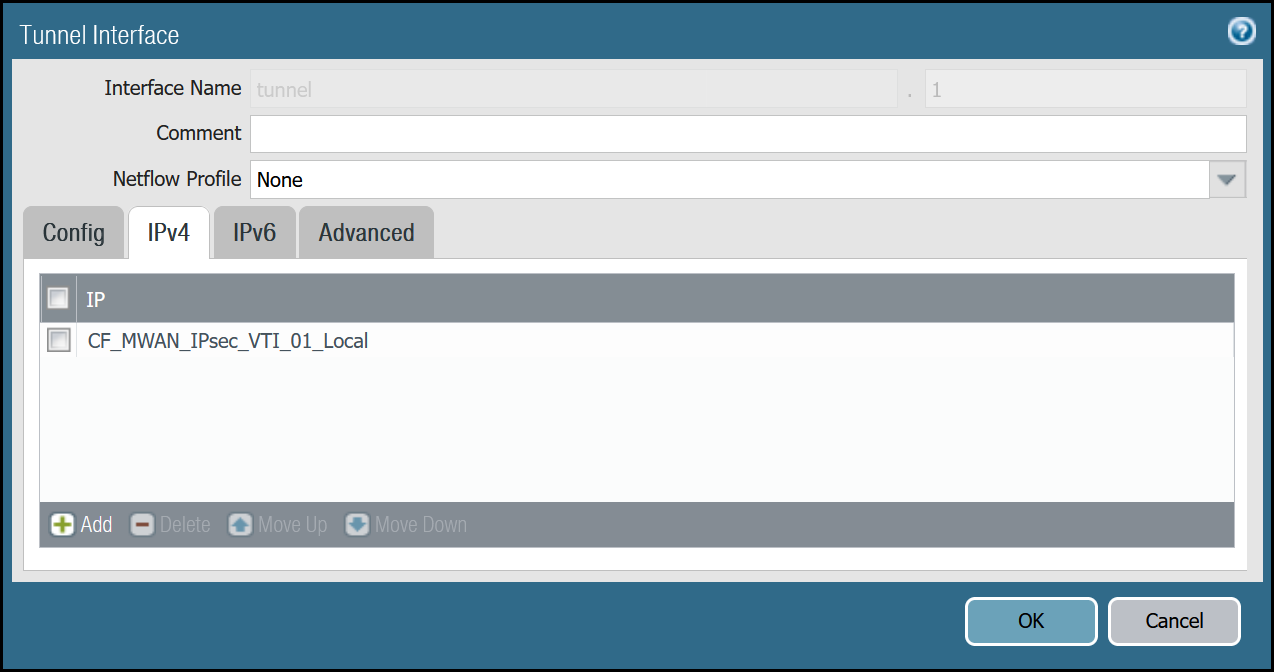 Tunnel Interface
Interface Name tunnel . 1
Comment
Netflow Profile None
Config IPv4 IPv6 Advanced
IP
CF_MWAN_IPsec_VTI_01_Local
Add Delete Move Up Move Down
OK Cancel